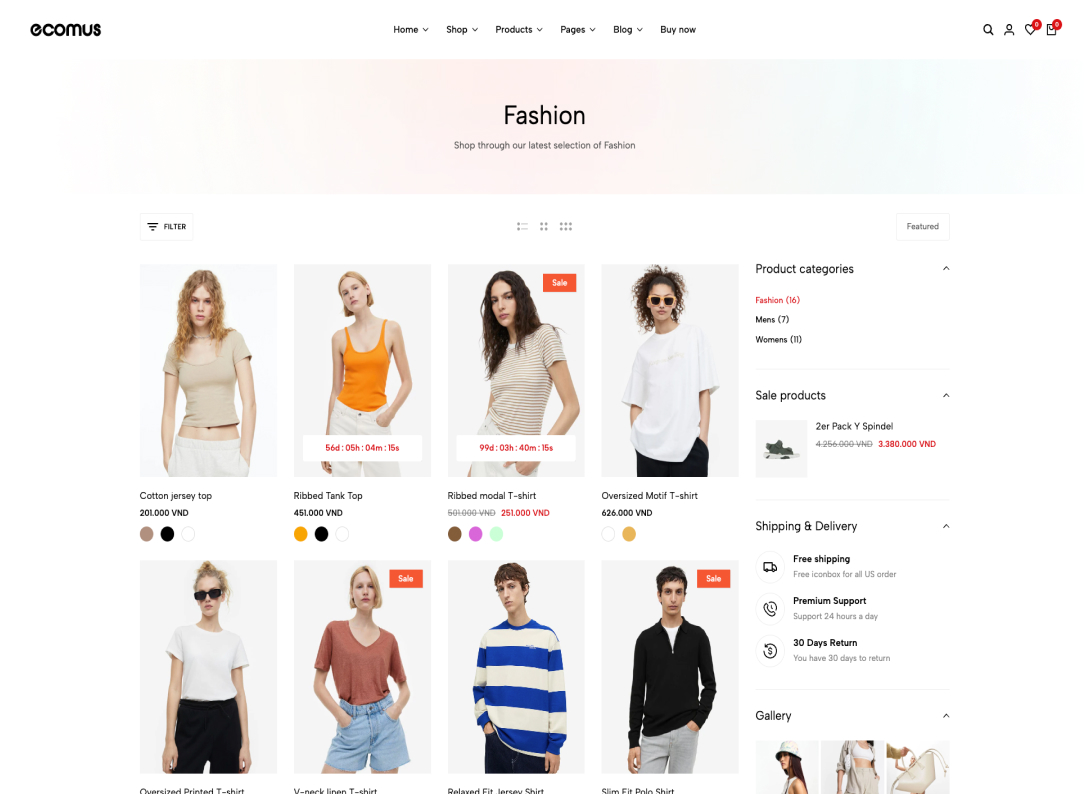 ecomus
Home Shop Products Pages Blog Buy now
0 0
Fashion
Shop through our latest selection of Fashion
FILTER
Featured
Sale
56d : 05h : 04m : 15s
99d : 03h : 40m : 15s
Cotton jersey top
201.000 VND
Ribbed Tank Top
451.000 VND
Ribbed modal T-shirt
501.000 VND 251.000 VND
Oversized Motif T-shirt
626.000 VND
Sale
Sale
Oversized Printed T-shirt
V-neck linen T-shirt
Relaxed Fit Jersey Shirt
Slim Fit Polo Shirt
Product categories
Fashion (16)
Mens (7)
Womens (11)
Sale products
2er Pack Y Spindel
4.256.000 VND 3.380.000 VND
Shipping & Delivery
Free shipping
Free iconbox for all US order
Premium Support
Support 24 hours a day
30 Days Return
You have 30 days to return
Gallery